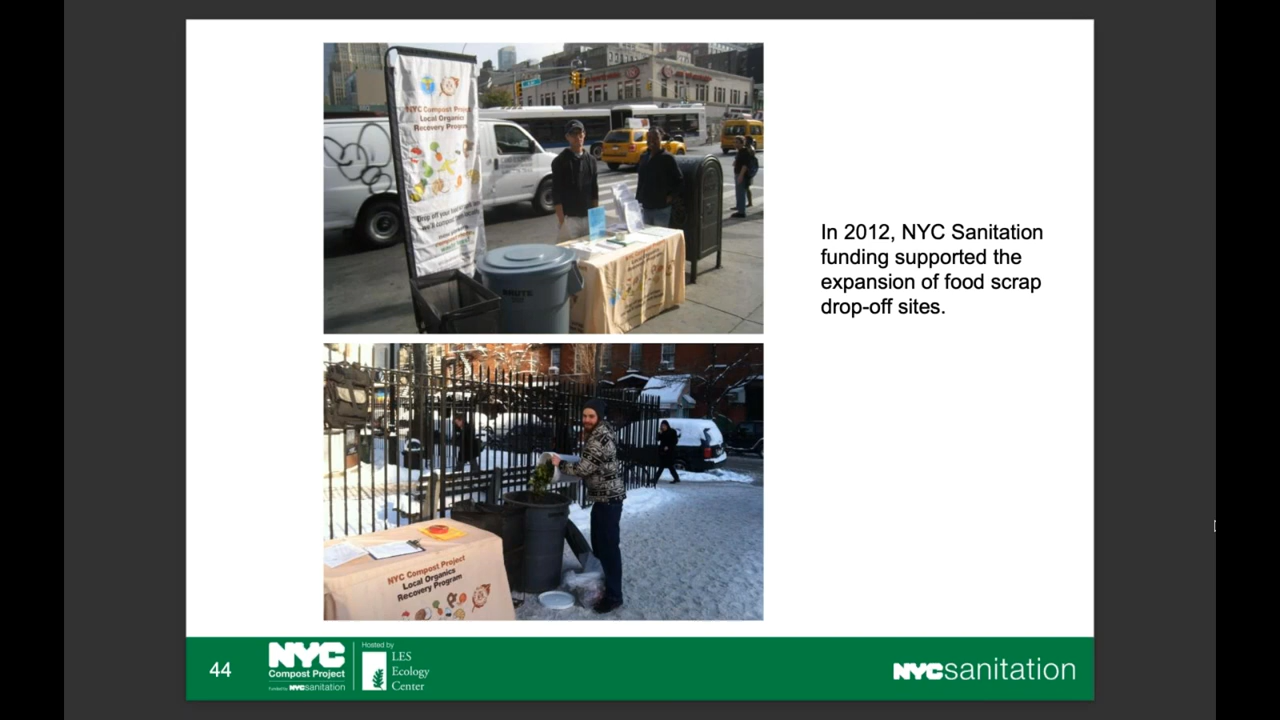 NYC Compost Project
Local Organics
Recovery Program
BRUTE
In 2012, NYC Sanitation
funding supported the
expansion of food scrap
drop-off sites.
NYC Compost Project
Local Organics
Recovery Program
44
NYC
Compost Project
Funded by NYCsanitation
Hosted by
LES
Ecology
Center
NYCsanitation